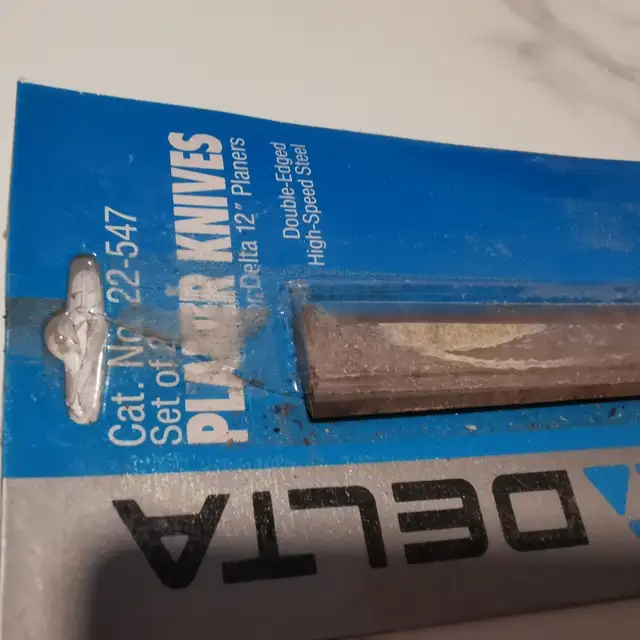 Cat. No. 22-547
Set of
PLANER KNIVES
Delta 12" Planers
Double-Edged
High-Speed Steel
DELTA